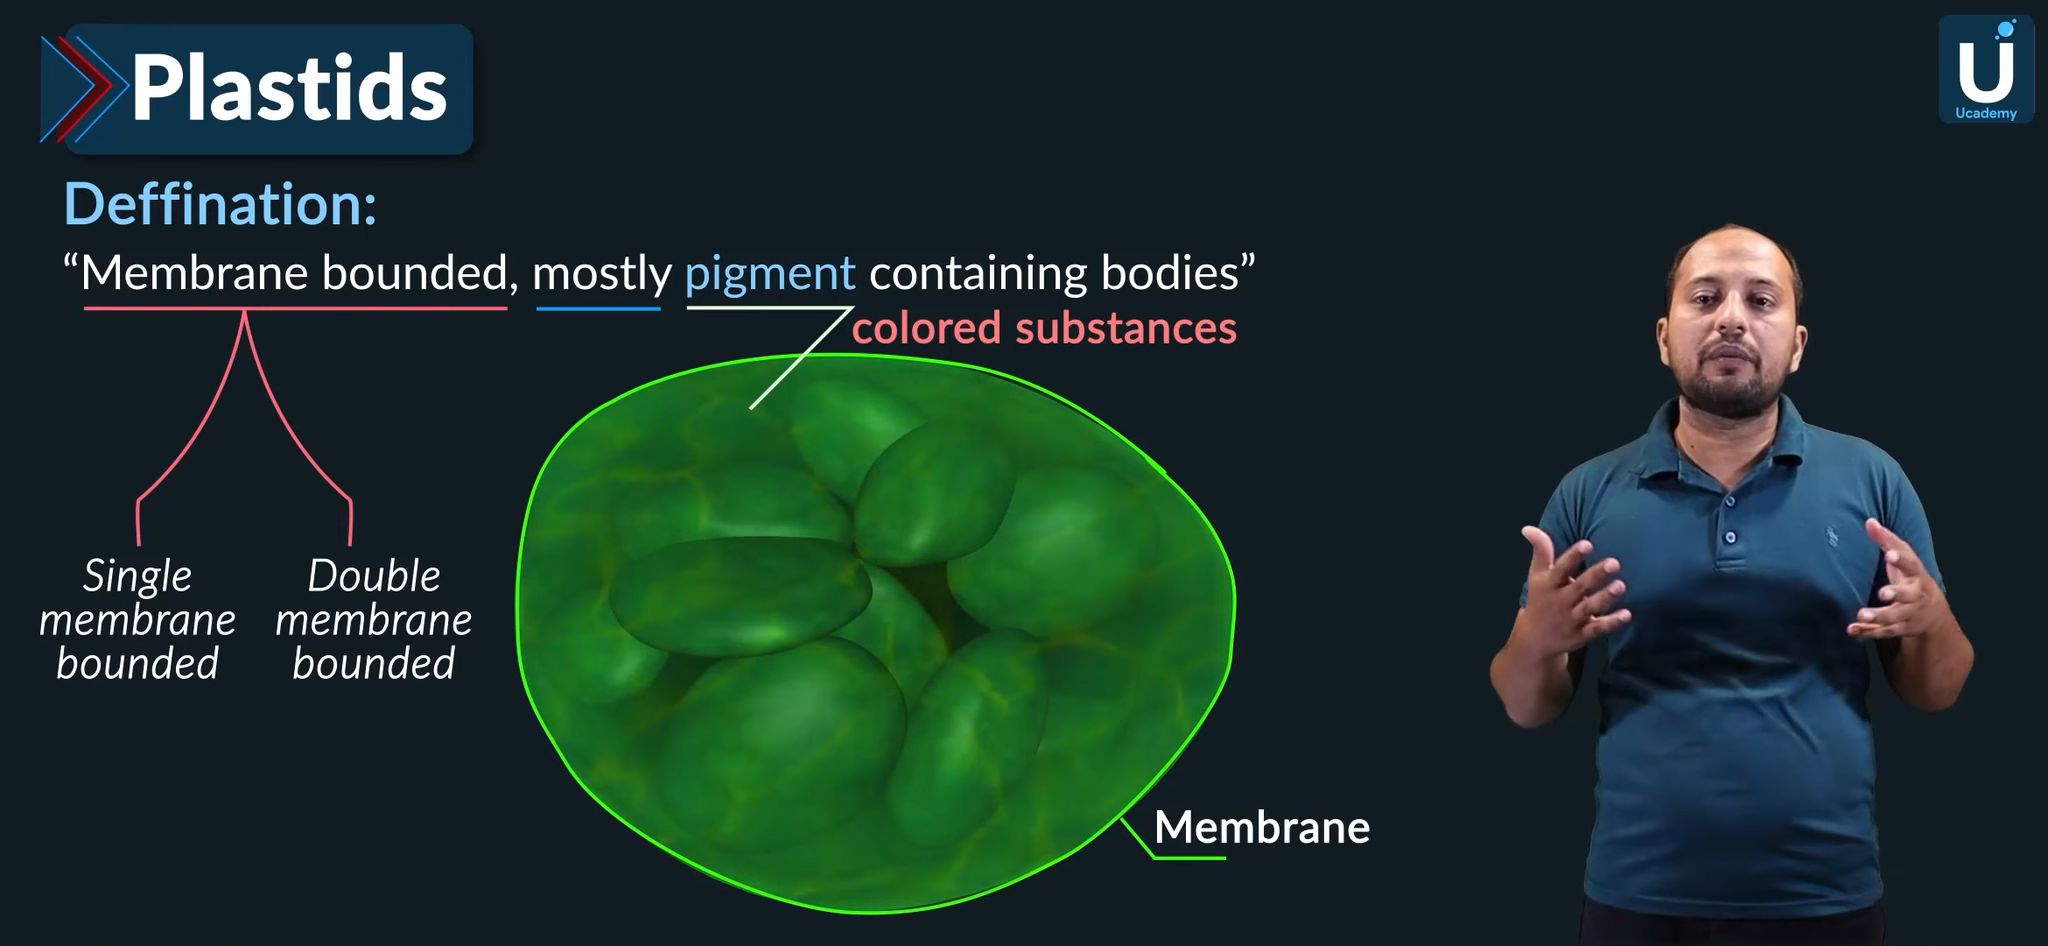 Plastids
U
Ucademy
Deffination:
“Membrane bounded, mostly pigment containing bodies”
colored substances
Single
membrane
bounded
Double
membrane
bounded
Membrane